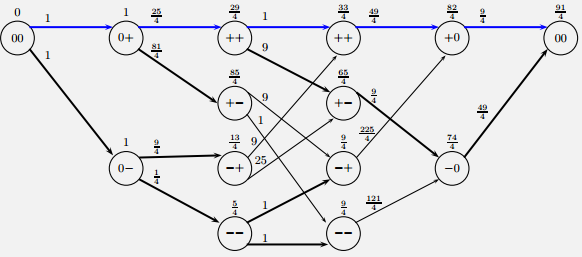 0 1 1 25/4 29/4 1 33/4 49/4 82/4 9/4 91/4
00 0+ ++ ++ +0 00
1 81/4 9
85/4 65/4
+− 9 +− 9/4 49/4
1
1 9/4 13/4 9 9/4 225/4 74/4
0− −+ 25 −+ −0
1/4
5/4 1 9/4 121/4
−− −−
1